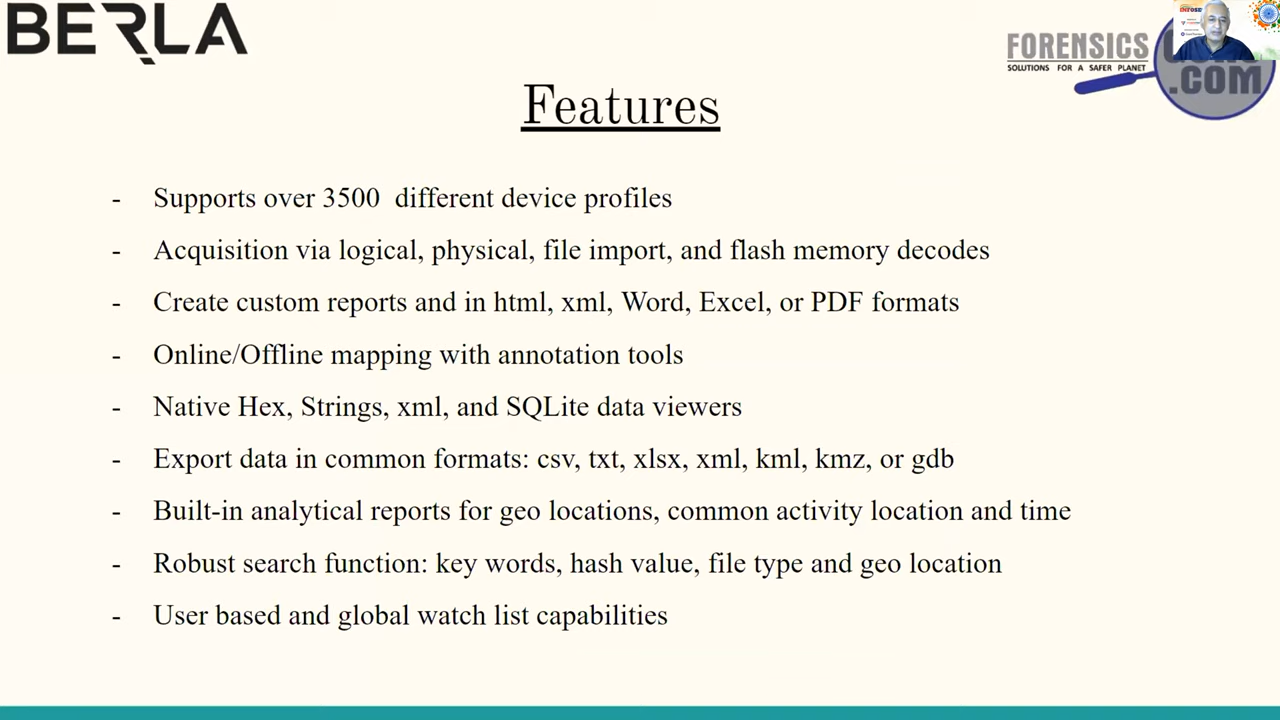 BERLA
FORENSICS
SOLUTIONS FOR A SAFER PLANET
.COM
Features
- Supports over 3500  different device profiles
- Acquisition via logical, physical, file import, and flash memory decodes
- Create custom reports and in html, xml, Word, Excel, or PDF formats
- Online/Offline mapping with annotation tools
- Native Hex, Strings, xml, and SQLite data viewers
- Export data in common formats: csv, txt, xlsx, xml, kml, kmz, or gdb
- Built-in analytical reports for geo locations, common activity location and time
- Robust search function: key words, hash value, file type and geo location
- User based and global watch list capabilities